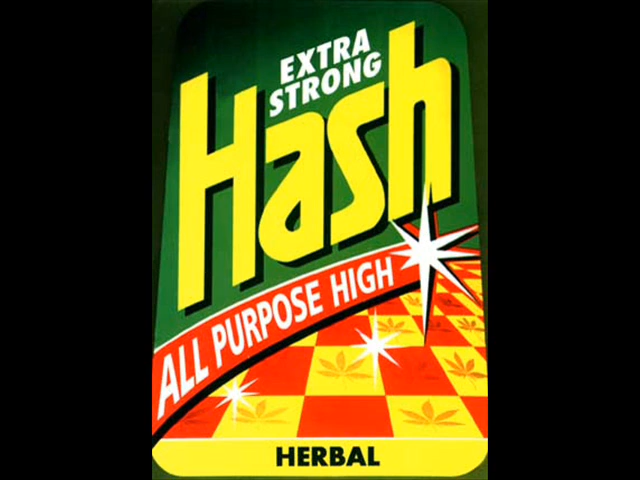 EXTRA
STRONG
Hash
ALL PURPOSE HIGH
HERBAL